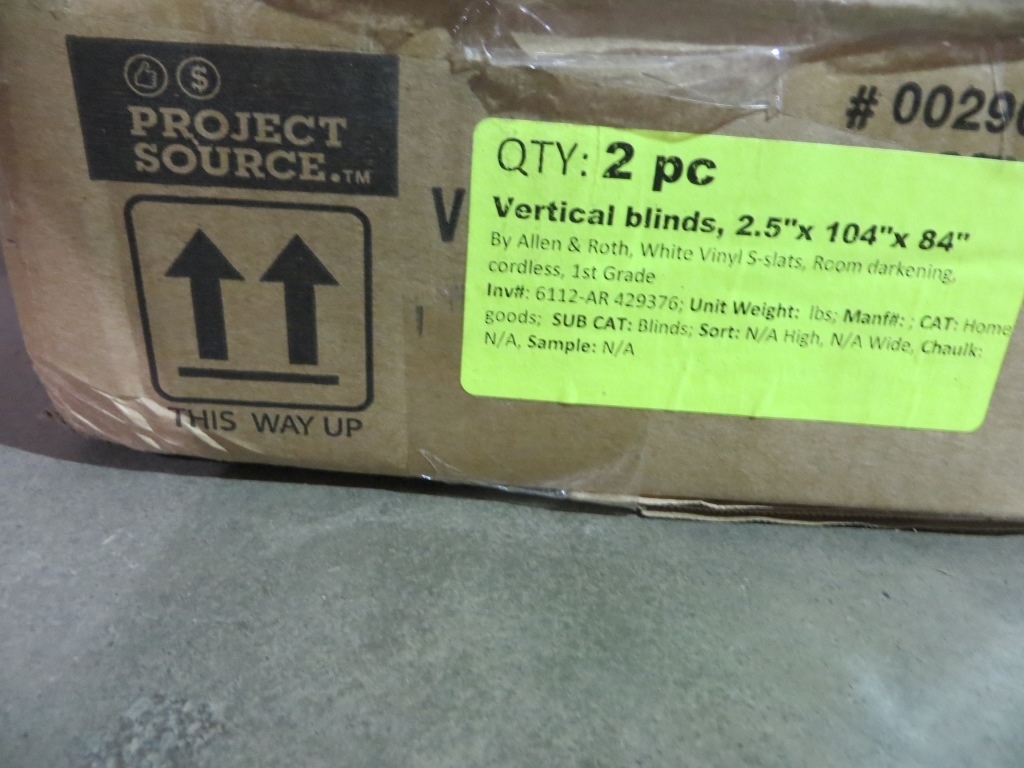 $
PROJECT
SOURCE.TM
THIS WAY UP
# 0029
QTY: 2 pc
Vertical blinds, 2.5"x 104"x 84"
By Allen & Roth, White Vinyl S-slats, Room darkening,
cordless, 1st Grade
Inv#: 6112-AR 429376; Unit Weight: lbs; Manf#: ; CAT: Home
goods; SUB CAT: Blinds; Sort: N/A High, N/A Wide, Chaulk:
N/A, Sample: N/A
V